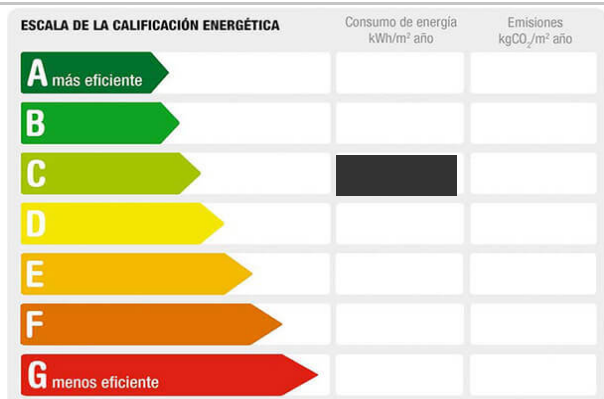 ESCALA DE LA CALIFICACIÓN ENERGÉTICA
Consumo de energía
kWh/m² año
Emisiones
kgCO₂/m² año
A más eficiente
B
C
D
E
F
G menos eficiente